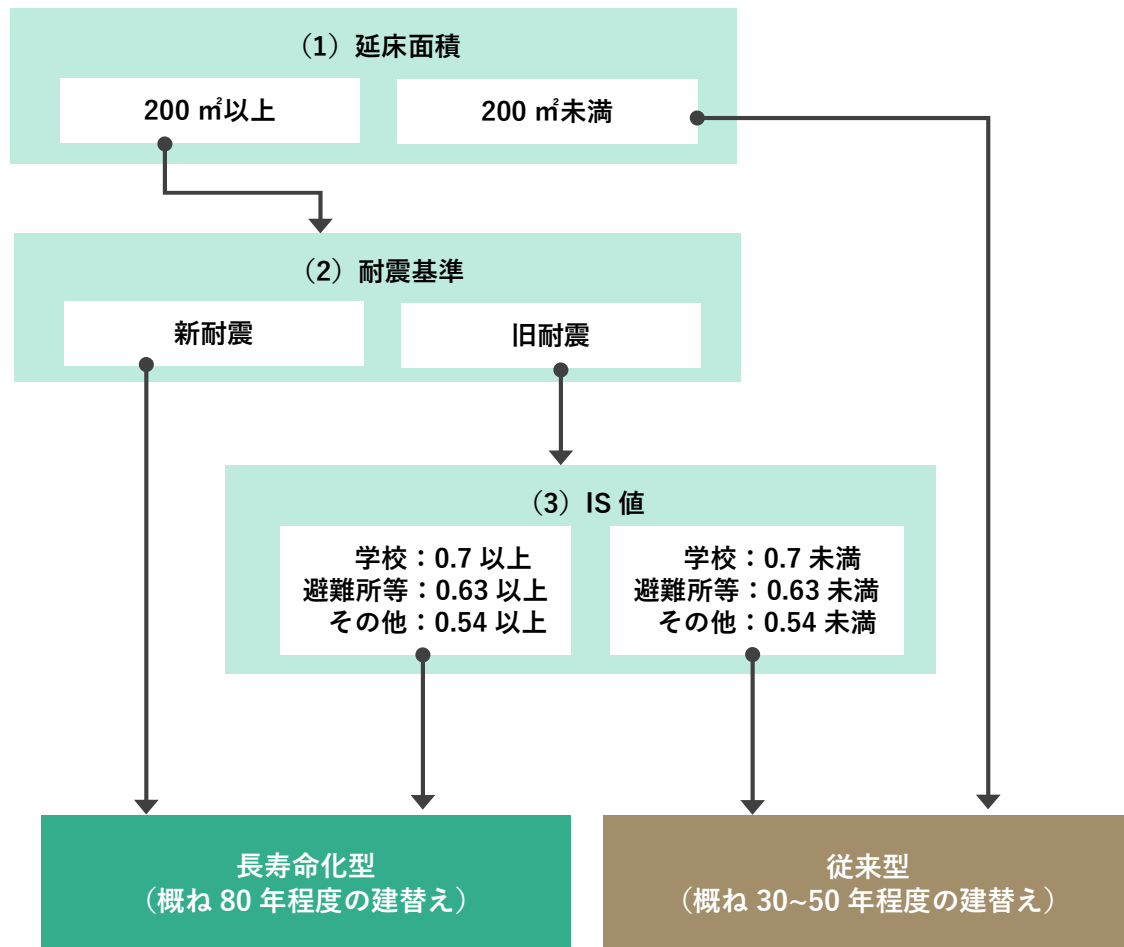 （1）延床面積
200 ㎡以上
200 ㎡未満
（2）耐震基準
新耐震
旧耐震
（3）IS 値
学校：0.7 以上
避難所等：0.63 以上
その他：0.54 以上
学校：0.7 未満
避難所等：0.63 未満
その他：0.54 未満
長寿命化型
（概ね 80 年程度の建替え）
従来型
（概ね 30~50 年程度の建替え）